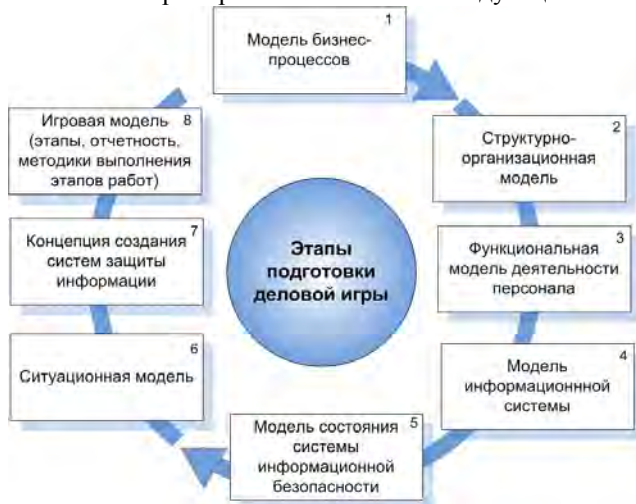 1
Модель бизнес-
процессов
2
Структурно-
организационная
модель
3
Функциональная
модель деятельности
персонала
4
Модель
информационнной
системы
5
Модель состояния
системы
информационной
безопасности
6
Ситуационная модель
7
Концепция создания
систем защиты
информации
8
Игровая модель
(этапы, отчетность,
методики выполнения
этапов работ)
Этапы
подготовки
деловой игры